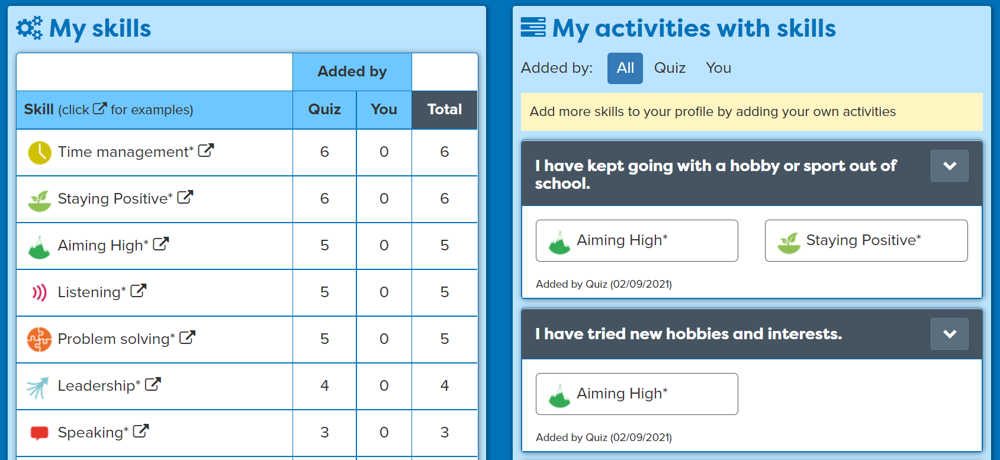 My skills
Added by
Skill (click for examples) Quiz You Total
Time management* 6 0 6
Staying Positive* 6 0 6
Aiming High* 5 0 5
Listening* 5 0 5
Problem solving* 5 0 5
Leadership* 4 0 4
Speaking* 3 0 3
My activities with skills
Added by: All Quiz You
Add more skills to your profile by adding your own activities
I have kept going with a hobby or sport out of
school.
Aiming High* Staying Positive*
Added by Quiz (02/09/2021)
I have tried new hobbies and interests.
Aiming High*
Added by Quiz (02/09/2021)